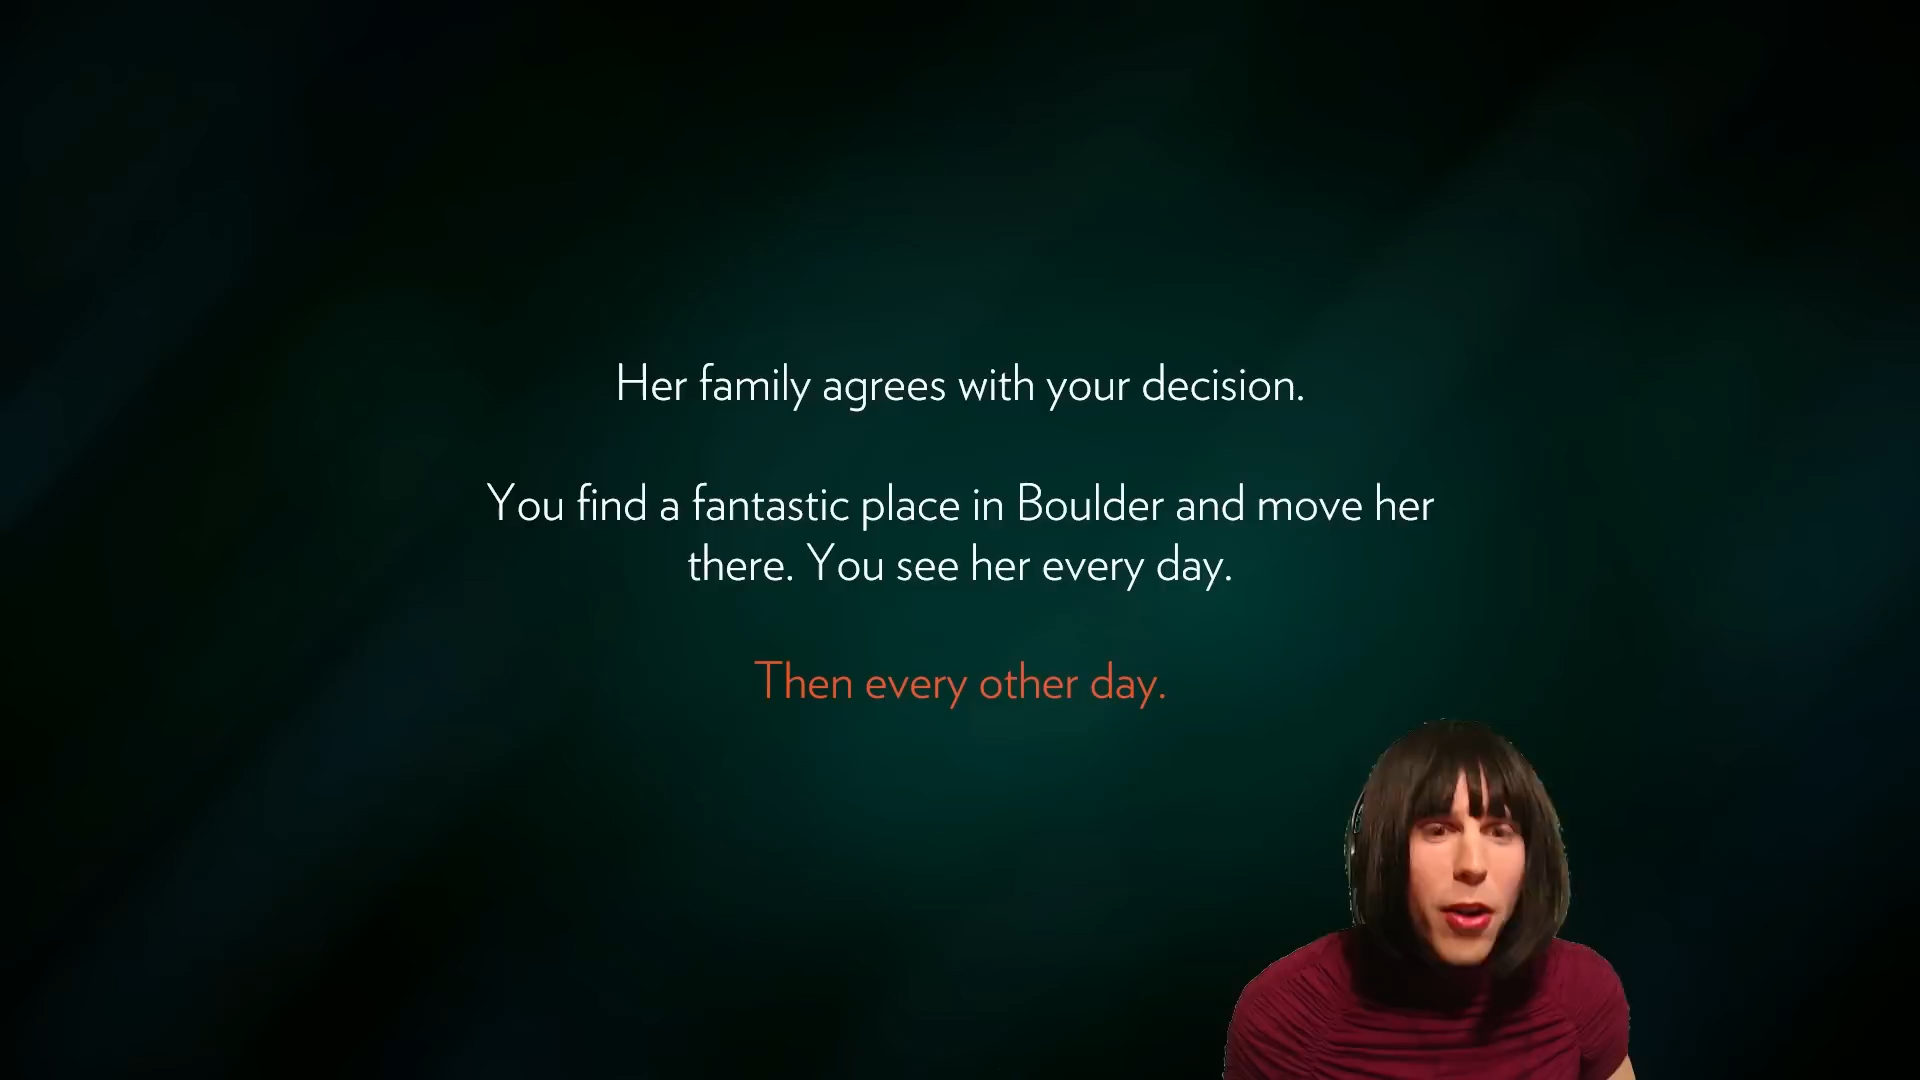 Her family agrees with your decision.
You find a fantastic place in Boulder and move her
there. You see her every day.
Then every other day.